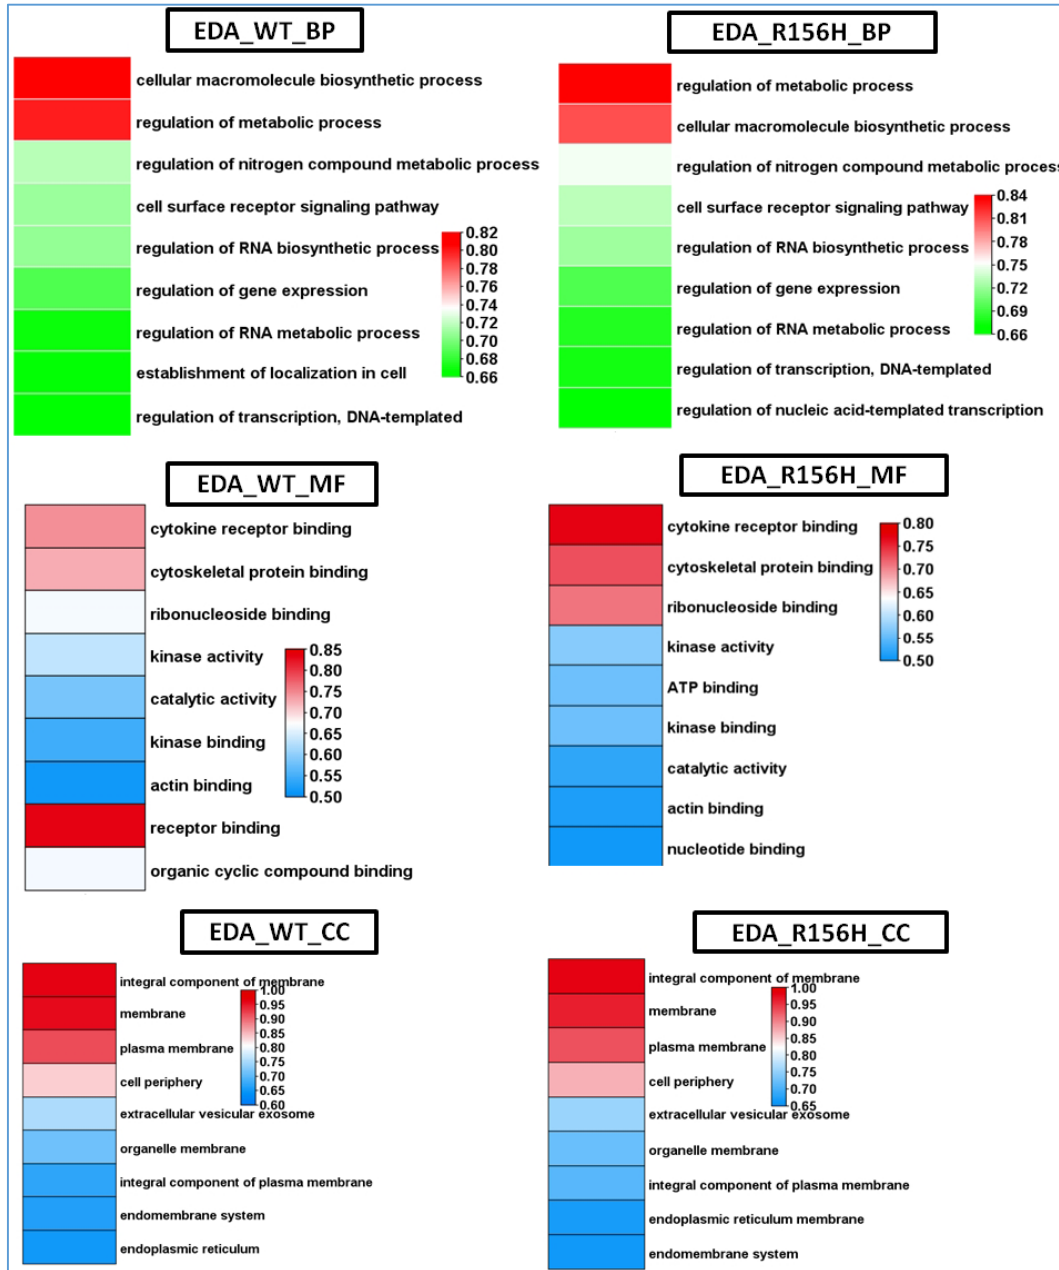 EDA_WT_BP
cellular macromolecule biosynthetic process
regulation of metabolic process
regulation of nitrogen compound metabolic process
cell surface receptor signaling pathway
regulation of RNA biosynthetic process
regulation of gene expression
regulation of RNA metabolic process
establishment of localization in cell
regulation of transcription, DNA-templated
0.82
0.80
0.78
0.76
0.74
0.72
0.70
0.68
0.66
EDA_R156H_BP
regulation of metabolic process
cellular macromolecule biosynthetic process
regulation of nitrogen compound metabolic process
cell surface receptor signaling pathway
regulation of RNA biosynthetic process
regulation of gene expression
regulation of RNA metabolic process
regulation of transcription, DNA-templated
regulation of nucleic acid-templated transcription
0.84
0.81
0.78
0.75
0.72
0.69
0.66
EDA_WT_MF
cytokine receptor binding
cytoskeletal protein binding
ribonucleoside binding
kinase activity
catalytic activity
kinase binding
actin binding
receptor binding
organic cyclic compound binding
0.85
0.80
0.75
0.70
0.65
0.60
0.55
0.50
EDA_R156H_MF
cytokine receptor binding
cytoskeletal protein binding
ribonucleoside binding
kinase activity
ATP binding
kinase binding
catalytic activity
actin binding
nucleotide binding
0.80
0.75
0.70
0.65
0.60
0.55
0.50
EDA_WT_CC
integral component of membrane
membrane
plasma membrane
cell periphery
extracellular vesicular exosome
organelle membrane
integral component of plasma membrane
endomembrane system
endoplasmic reticulum
1.00
0.95
0.90
0.85
0.80
0.75
0.70
0.65
0.60
EDA_R156H_CC
integral component of membrane
membrane
plasma membrane
cell periphery
extracellular vesicular exosome
organelle membrane
integral component of plasma membrane
endoplasmic reticulum membrane
endomembrane system
1.00
0.95
0.90
0.85
0.80
0.75
0.70
0.65